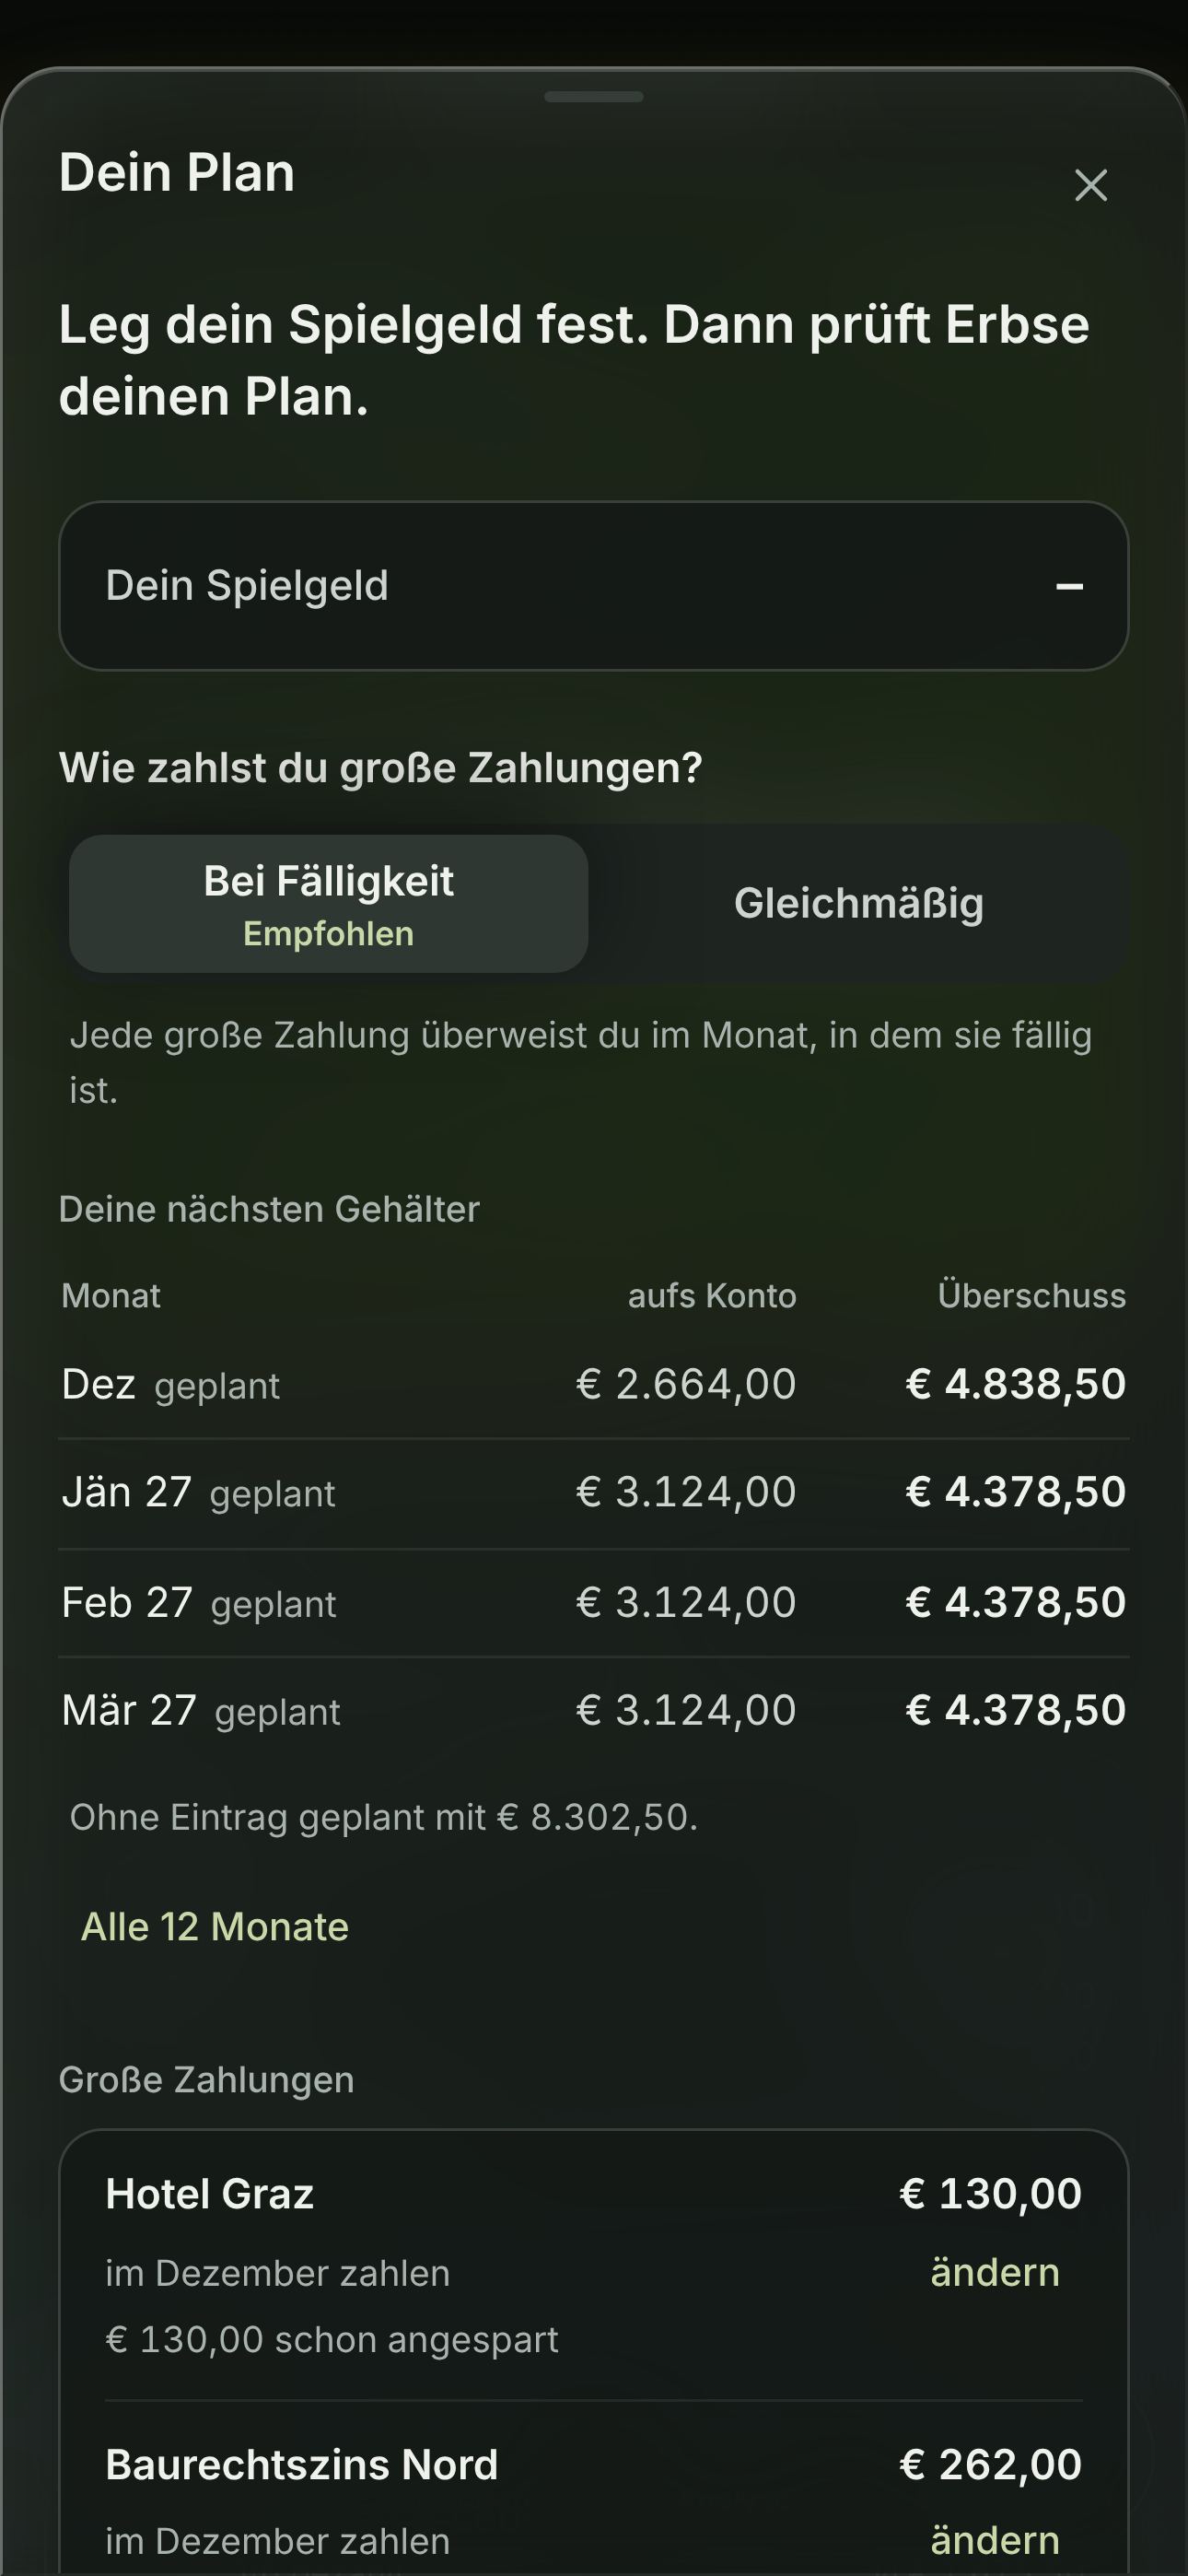 Dein Plan
Leg dein Spielgeld fest. Dann prüft Erbse
deinen Plan.
Dein Spielgeld –
Wie zahlst du große Zahlungen?
Bei Fälligkeit
Empfohlen
Gleichmäßig
Jede große Zahlung überweist du im Monat, in dem sie fällig
ist.
Deine nächsten Gehälter
Monat aufs Konto Überschuss
Dez geplant € 2.664,00 € 4.838,50
Jän 27 geplant € 3.124,00 € 4.378,50
Feb 27 geplant € 3.124,00 € 4.378,50
Mär 27 geplant € 3.124,00 € 4.378,50
Ohne Eintrag geplant mit € 8.302,50.
Alle 12 Monate
Große Zahlungen
Hotel Graz € 130,00
im Dezember zahlen ändern
€ 130,00 schon angespart
Baurechtszins Nord € 262,00
im Dezember zahlen ändern